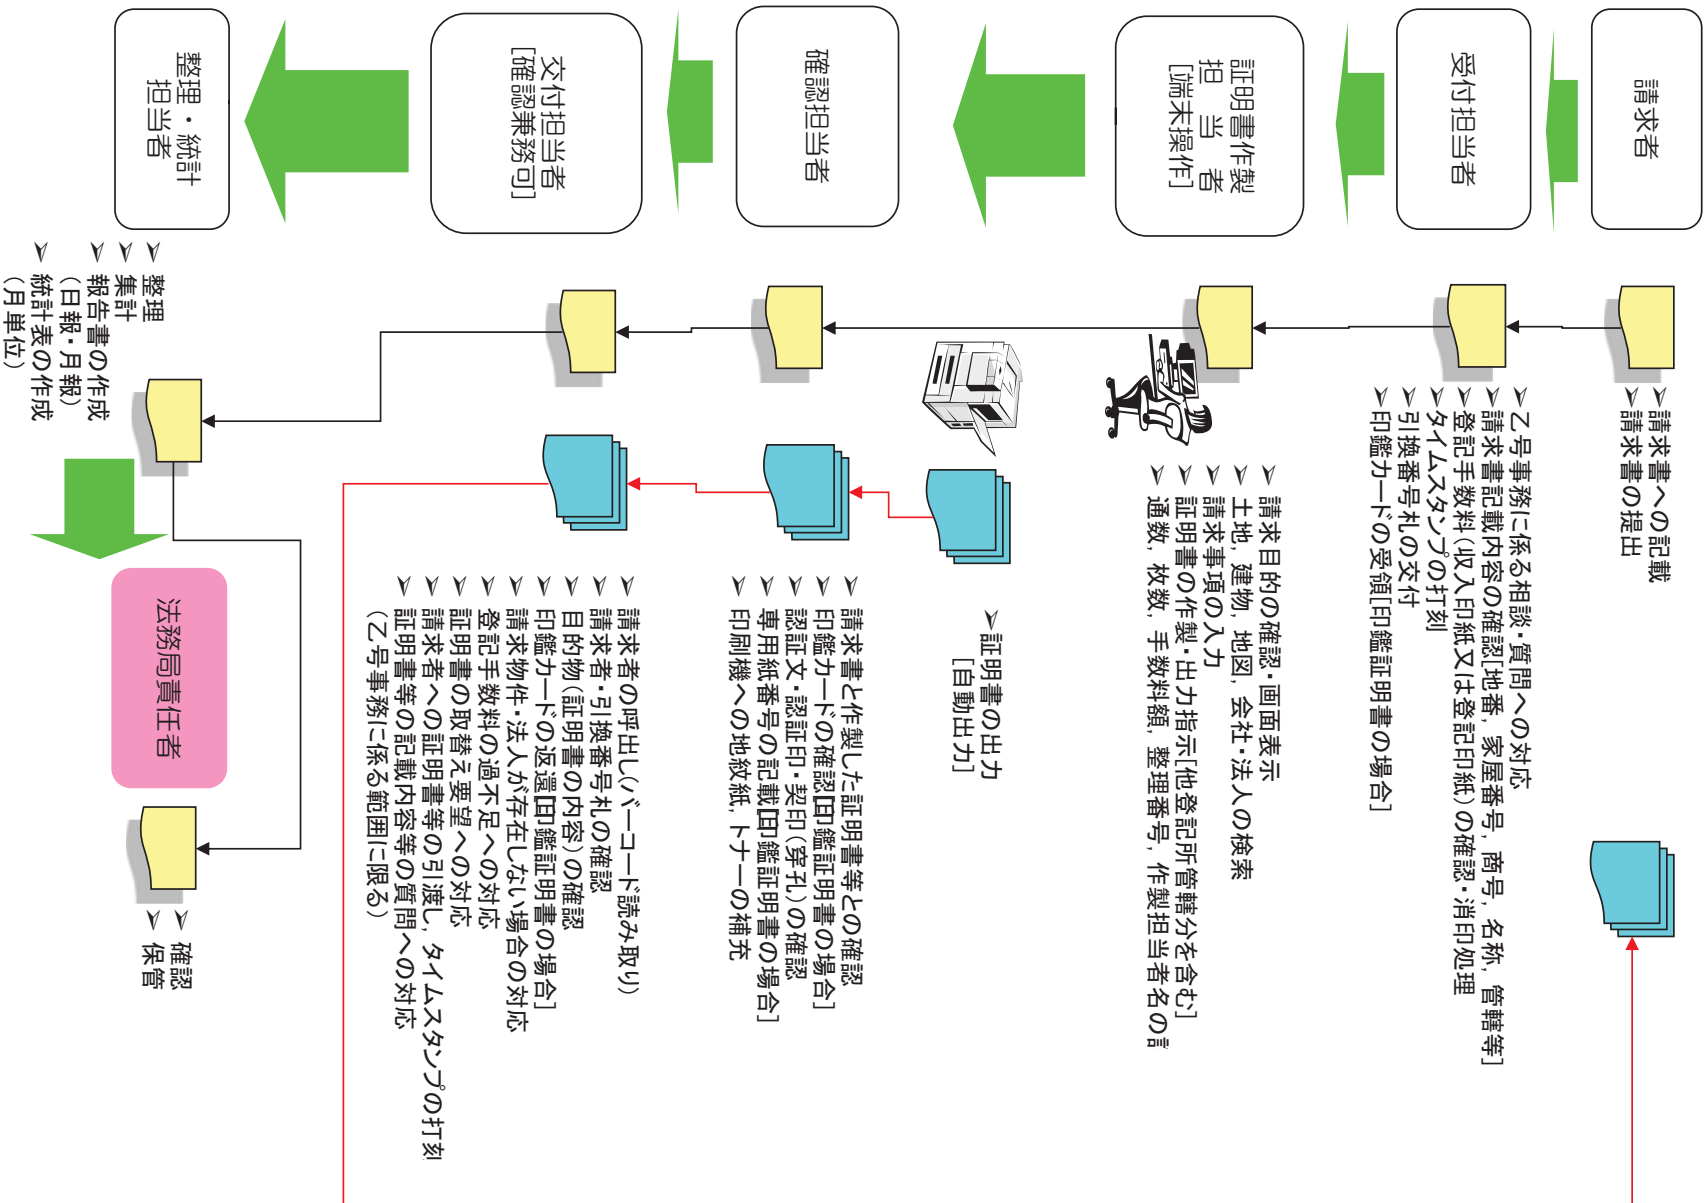 請求者
➢請求書への記載
➢請求書の提出
受付担当者
➢乙号事務に係る相談・質問への対応
➢請求書記載内容の確認[地番，家屋番号，商号，名称，管轄等]
➢登記手数料（収入印紙又は登記印紙）の確認・消印処理
➢タイムスタンプの打刻
➢引換番号札の交付
➢印鑑カードの受領[印鑑証明書の場合]
証明書作製
担当者
[端末操作]
➢請求目的の確認・画面表示
➢土地，建物，地図，会社・法人の検索
➢請求事項の入力
➢証明書の作製・出力指示[他登記所管轄分を含む]
➢通数，枚数，手数料額，整理番号，作製担当者名の
➢証明書の出力
[自動出力]
確認担当者
➢請求書と作製した証明書等との確認
➢印鑑カードの確認[印鑑証明書の場合]
➢認証文・認証印・契印（穿孔）の確認
➢専用紙番号の記載[印鑑証明書の場合]
➢印刷機への地紋紙，トナーの補充
交付担当者
[確認兼務可]
➢請求者の呼出し（バーコード読み取り）
➢請求者・引換番号札の確認
➢目的物（証明書の内容）の確認
➢印鑑カードの返還[印鑑証明書の場合]
➢請求物件・法人が存在しない場合の対応
➢登記手数料の過不足への対応
➢証明書の取替え要望への対応
➢請求者への証明書等の引渡し，タイムスタンプの打刻
➢証明書等の記載内容等の質問への対応
（乙号事務に係る範囲に限る）
整理・統計
担当者
➢整理
➢集計
➢報告書の作成
（日報・月報）
➢統計表の作成
（月単位）
法務局責任者
➢確認
➢保管